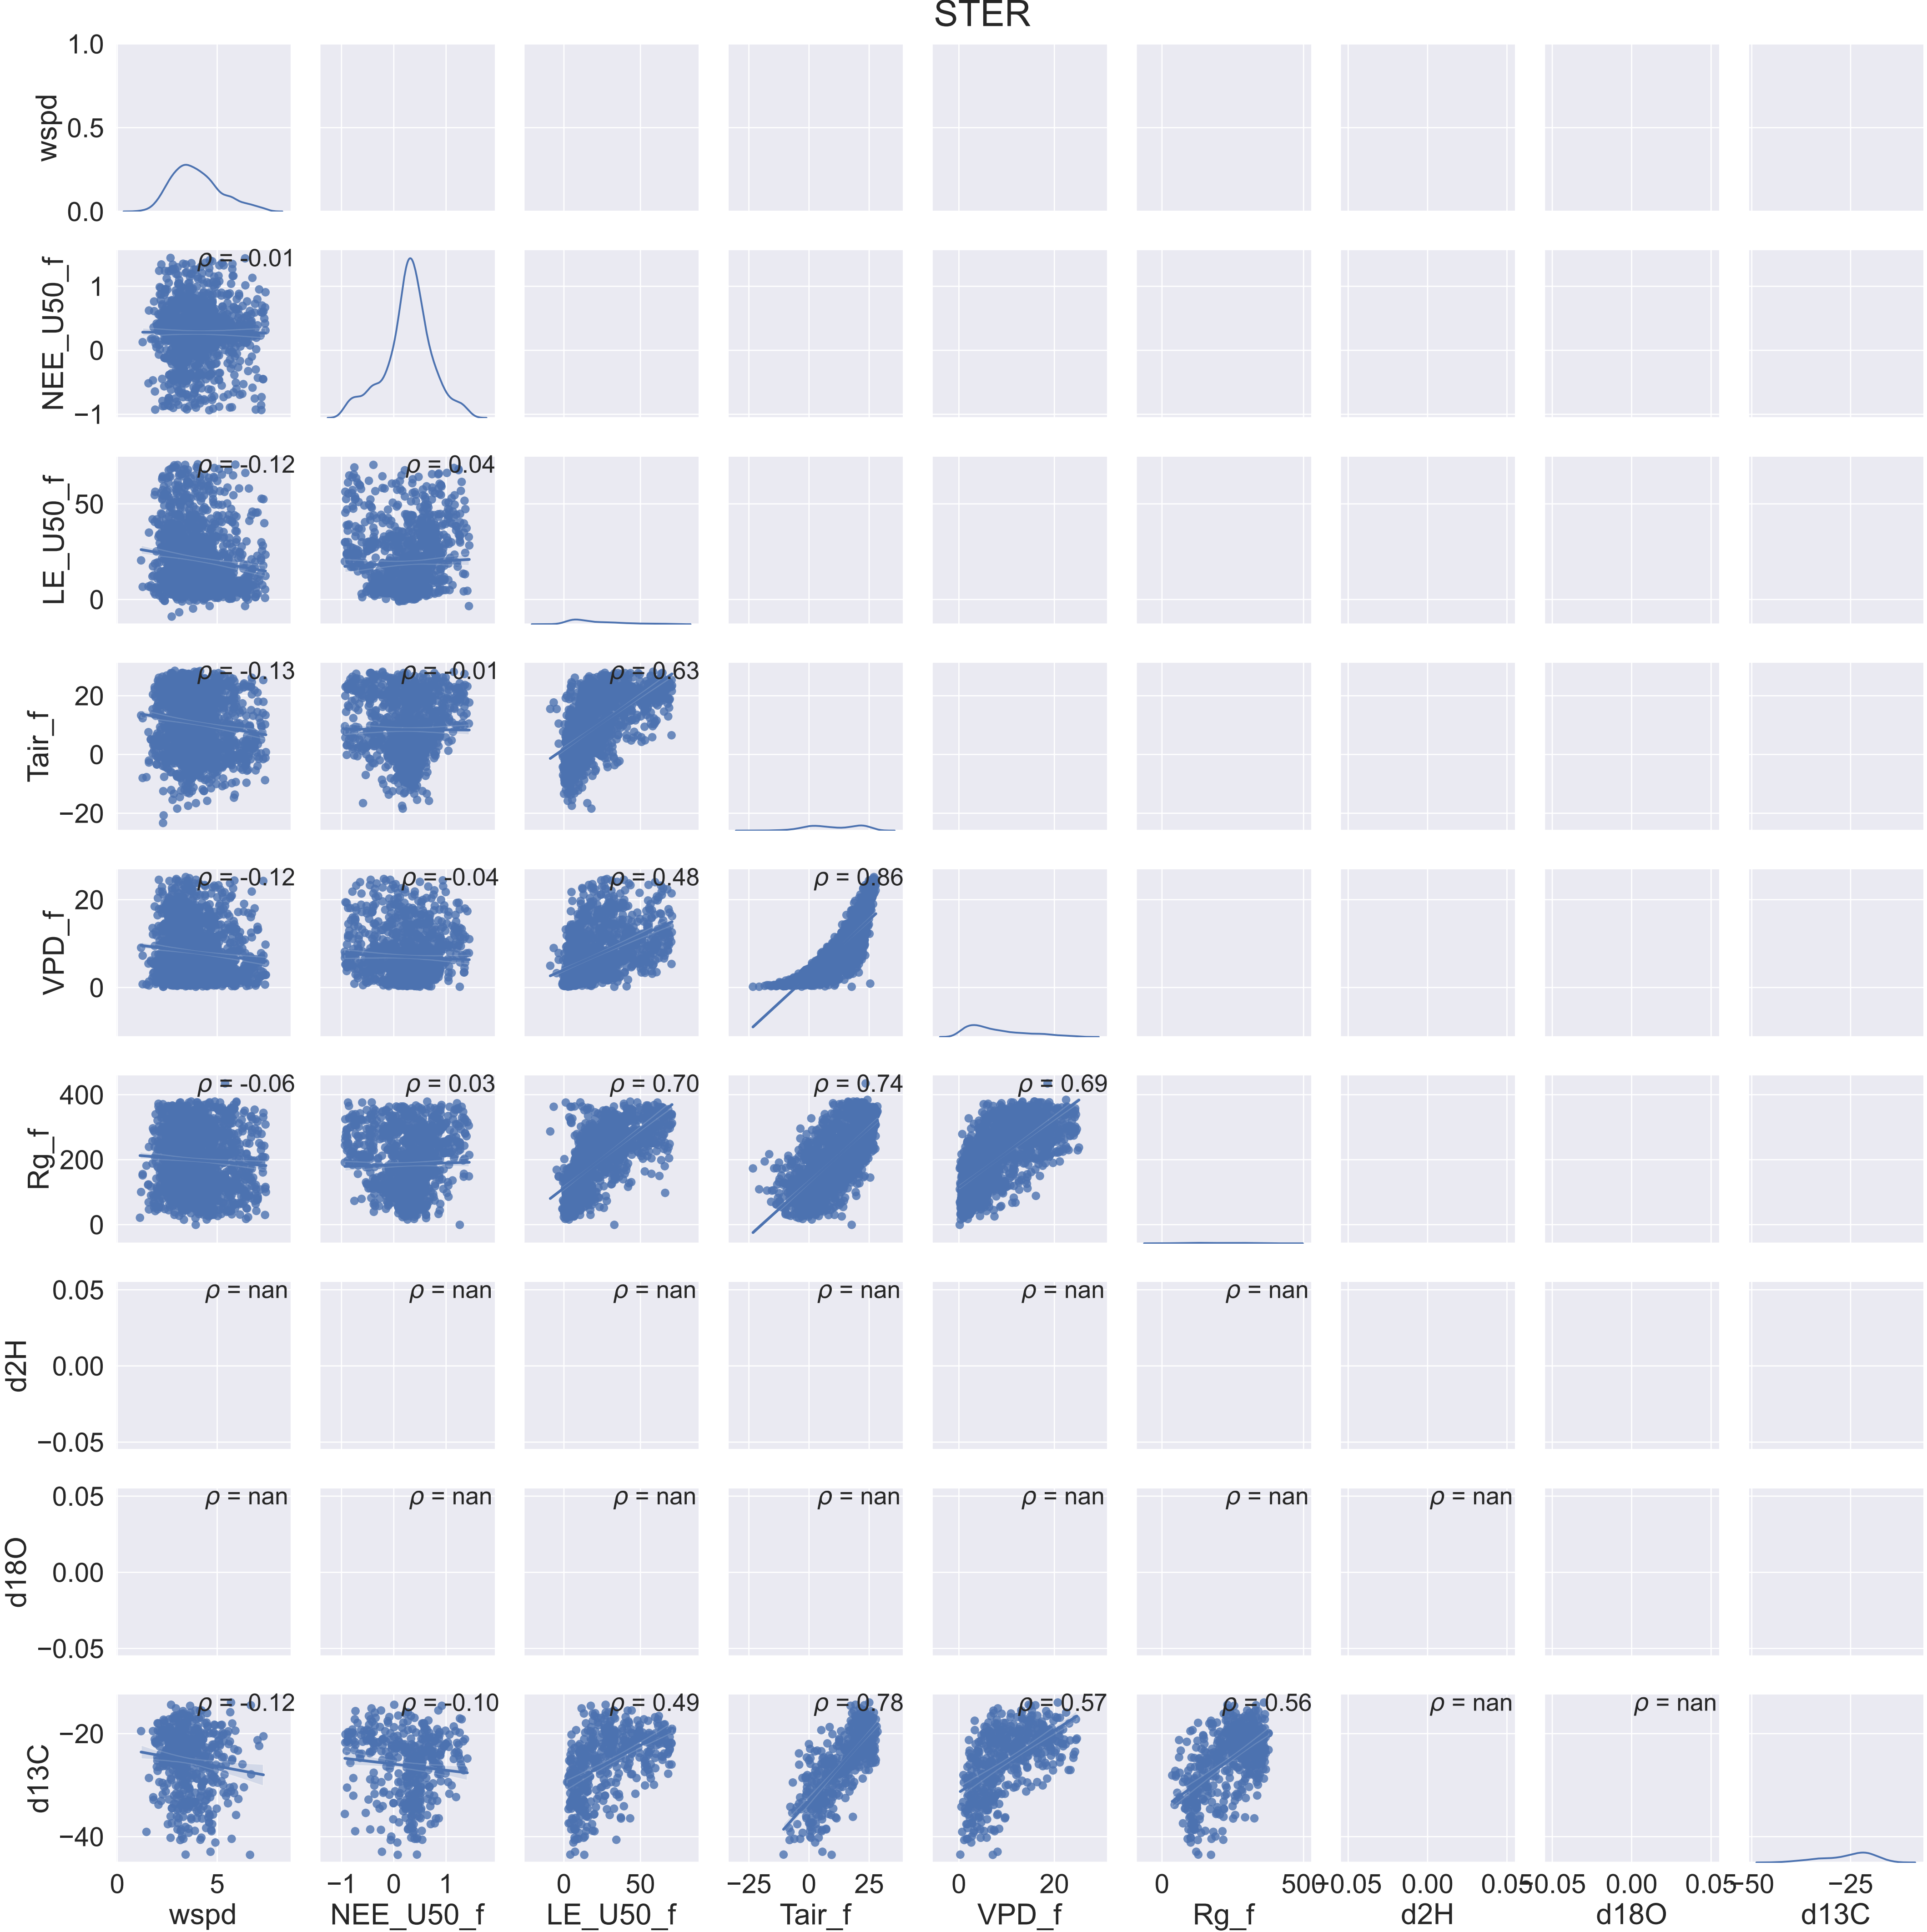 STER
1.0
wspd
0.5
0.0
ρ = -0.01
NEE_U50_f
1
0
−1
ρ = -0.12 ρ = 0.04
LE_U50_f
50
0
ρ = -0.13 ρ = -0.01 ρ = 0.63
Tair_f
20
0
−20
ρ = -0.12 ρ = -0.04 ρ = 0.48 ρ = 0.86
VPD_f
20
0
ρ = -0.06 ρ = 0.03 ρ = 0.70 ρ = 0.74 ρ = 0.69
Rg_f
400
200
0
0.05 ρ = nan ρ = nan ρ = nan ρ = nan ρ = nan ρ = nan
d2H
0.00
−0.05
0.05 ρ = nan ρ = nan ρ = nan ρ = nan ρ = nan ρ = nan ρ = nan
d18O
0.00
−0.05
ρ = -0.12 ρ = -0.10 ρ = 0.49 ρ = 0.78 ρ = 0.57 ρ = 0.56 ρ = nan ρ = nan
d13C
−20
−40
0 5 −1 0 1 0 50 −25 0 25 0 20 0 500 −0.05 0.00 0.05 −0.05 0.00 0.05 −50 −25
wspd NEE_U50_f LE_U50_f Tair_f VPD_f Rg_f d2H d18O d13C